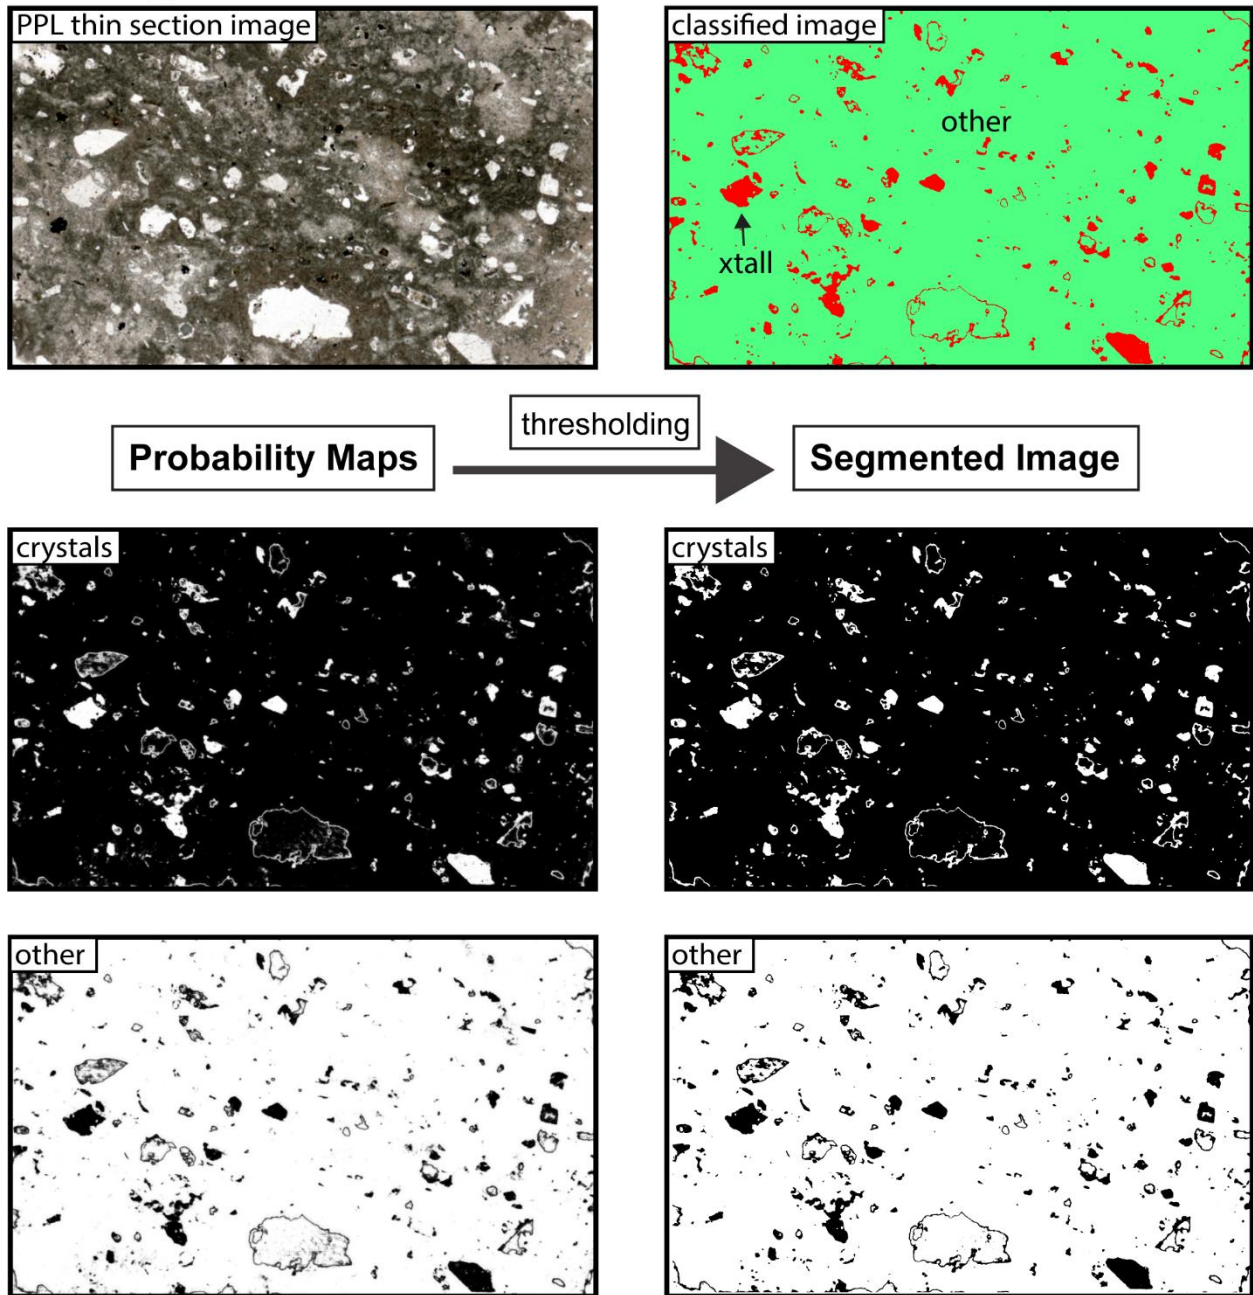 PPL thin section image
classified image
other
xtall
thresholding
Probability Maps
Segmented Image
crystals
crystals
other
other